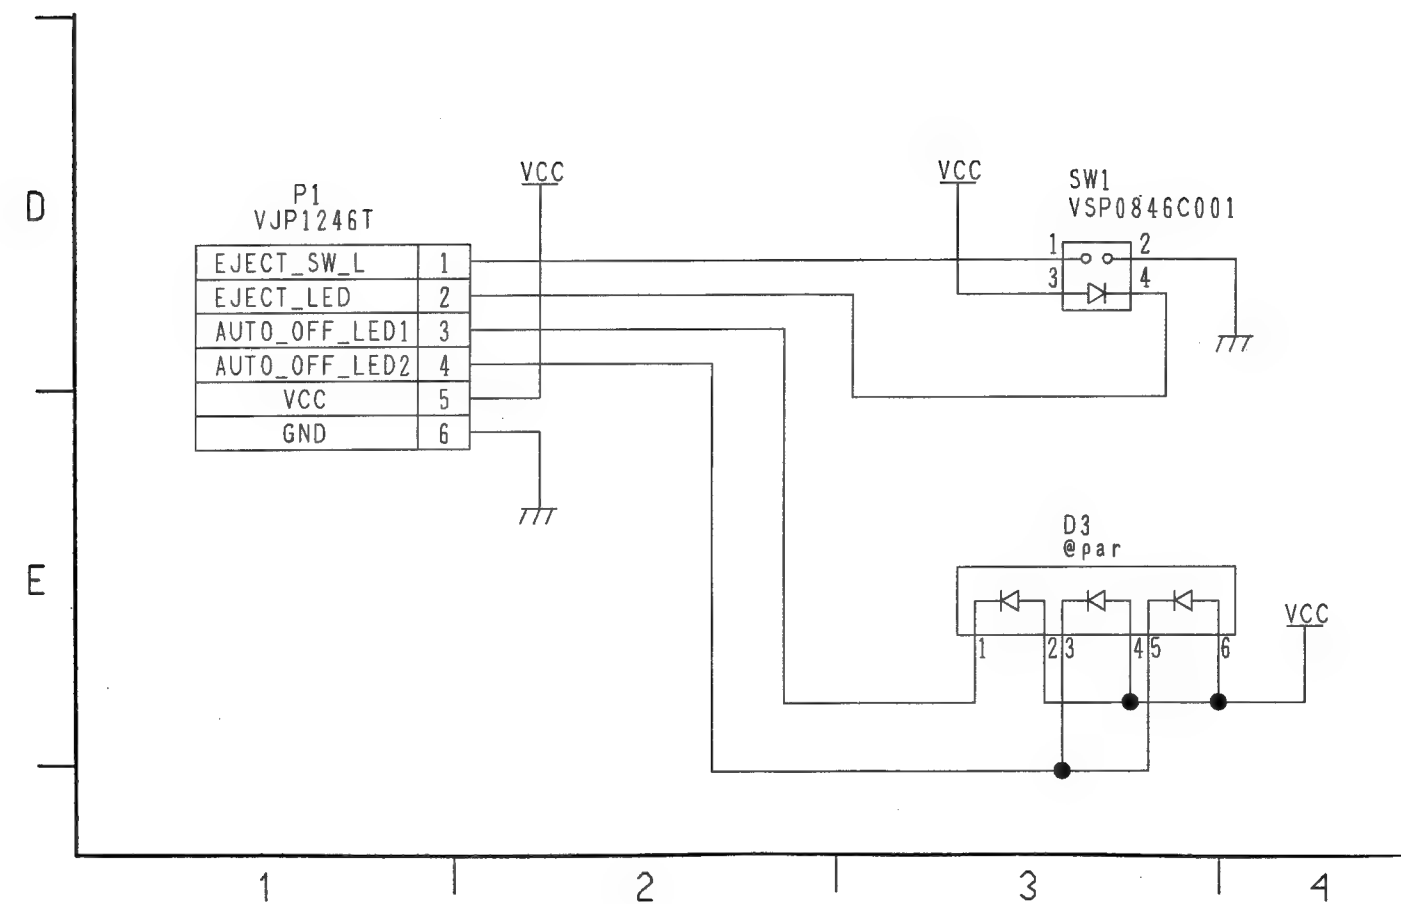 D
P1
VJP1246T
EJECT_SW_L 1
EJECT_LED 2
AUTO_OFF_LED1 3
AUTO_OFF_LED2 4
VCC 5
GND 6
VCC
VCC
SW1
VSP0846C001
1 2
3 4
E
D3
@par
1 2 3 4 5 6
VCC
1 2 3 4